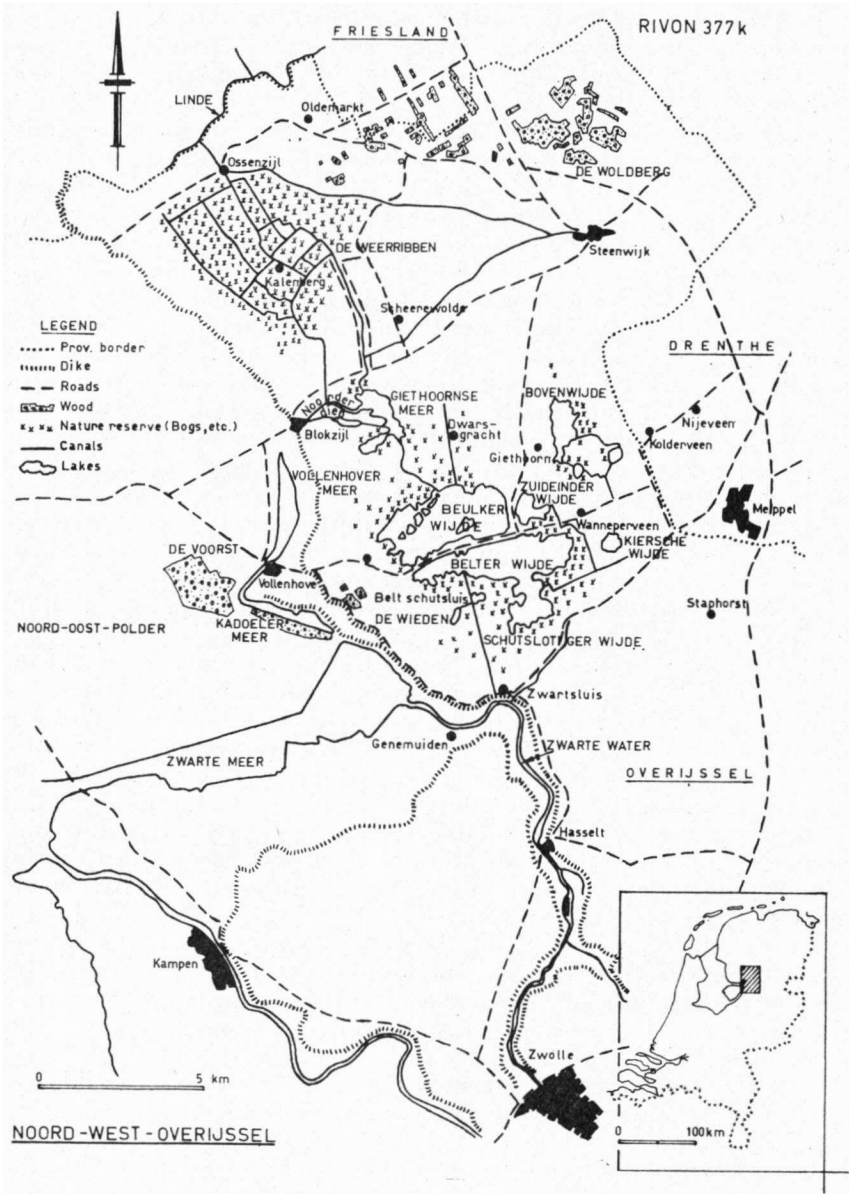 FRIESLAND
RIVON 377k
LINDE
Oldemarkt
Ossenzijl
DE WOLDBERG
DE WEERRIBBEN
Steenwijk
Kalenberg
Scheerewolde
LEGEND
Prov. border
Dike
Roads
Wood
Nature reserve (Bogs, etc.)
Canals
Lakes
DRENTHE
Noorder
diep
Blokzijl
GIETHOORNSE
MEER
BOVENWIJDE
Dwars-
gracht
Giethoorn
Nijeveen
Kolderveen
VOLLENHOVER
MEER
ZUIDEINDER
WIJDE
BEULKER
WIJDE
Wanneperveen
Meppel
KIERSCHE
WIJDE
DE VOORST
BELTER WIJDE
Vollenhove
Belt schutsluis
DE WIEDEN
Staphorst
KADOELER
MEER
NOORD-OOST-POLDER
SCHUTSLOTEGER WIJDE
Zwartsluis
Genemuiden
ZWARTE WATER
ZWARTE MEER
OVERIJSSEL
Hasselt
Kampen
Zwolle
0 5 km
0 100km
NOORD-WEST-OVERIJSSEL